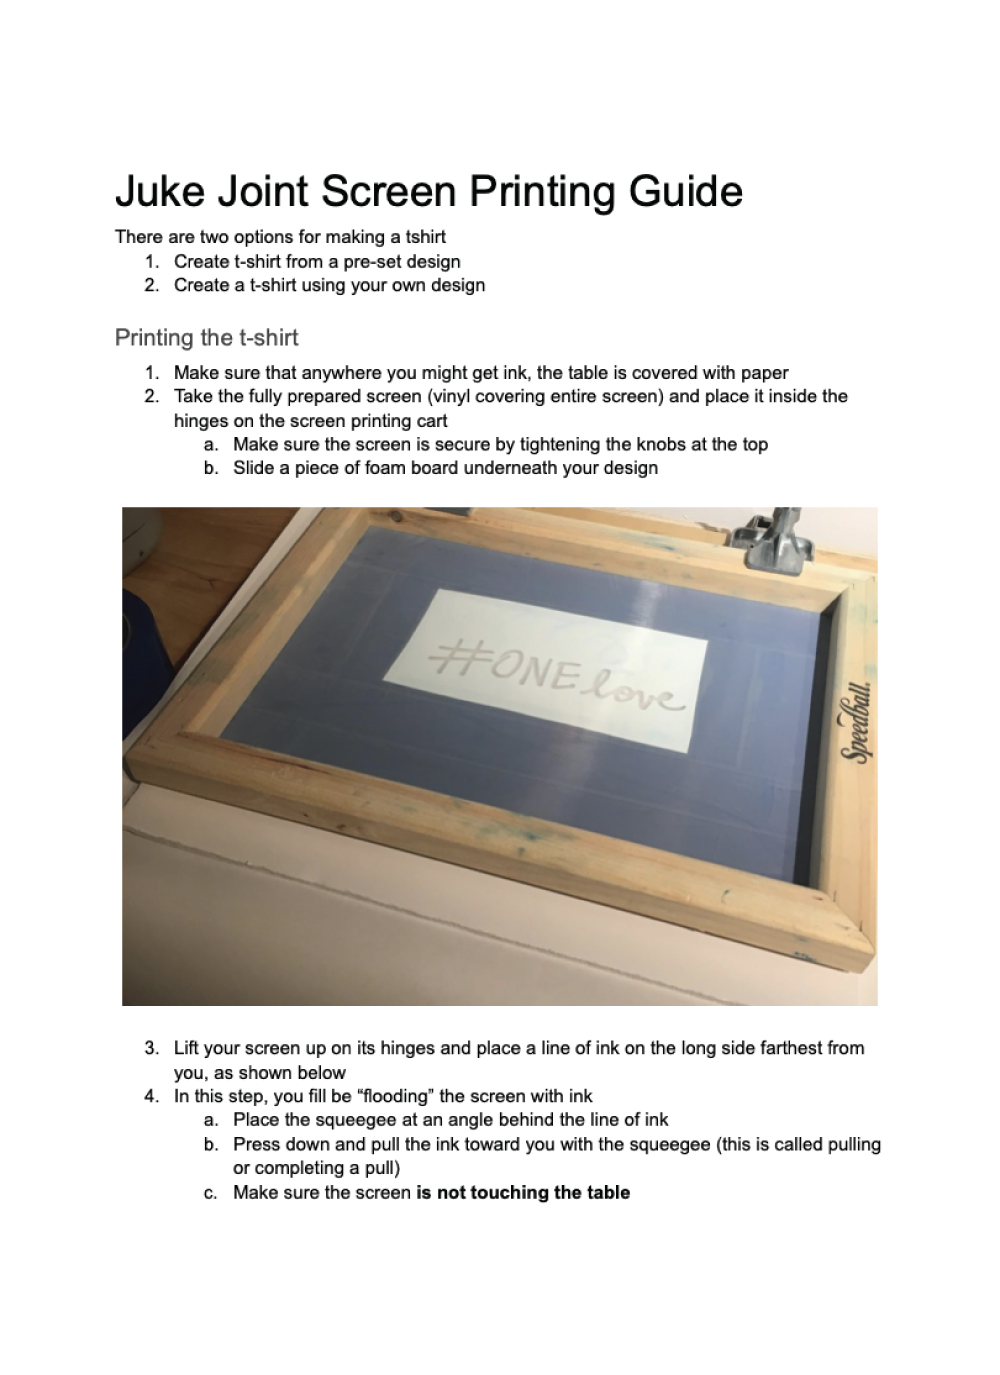 Juke Joint Screen Printing Guide
There are two options for making a tshirt
1. Create t-shirt from a pre-set design
2. Create a t-shirt using your own design
Printing the t-shirt
1. Make sure that anywhere you might get ink, the table is covered with paper
2. Take the fully prepared screen (vinyl covering entire screen) and place it inside the
hinges on the screen printing cart
a. Make sure the screen is secure by tightening the knobs at the top
b. Slide a piece of foam board underneath your design
#ONE love
Speedball.
3. Lift your screen up on its hinges and place a line of ink on the long side farthest from
you, as shown below
4. In this step, you fill be “flooding” the screen with ink
a. Place the squeegee at an angle behind the line of ink
b. Press down and pull the ink toward you with the squeegee (this is called pulling
or completing a pull)
c. Make sure the screen is not touching the table